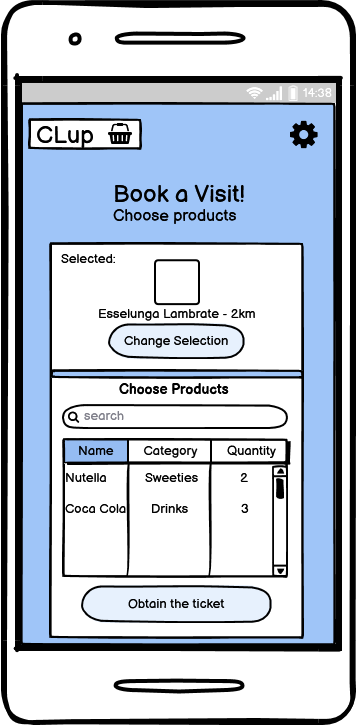 14:38
CLup
Book a Visit!
Choose products
Selected:
Esselunga Lambrate - 2km
Change Selection
Choose Products
search
Name Category Quantity
Nutella Sweeties 2
Coca Cola Drinks 3
Obtain the ticket